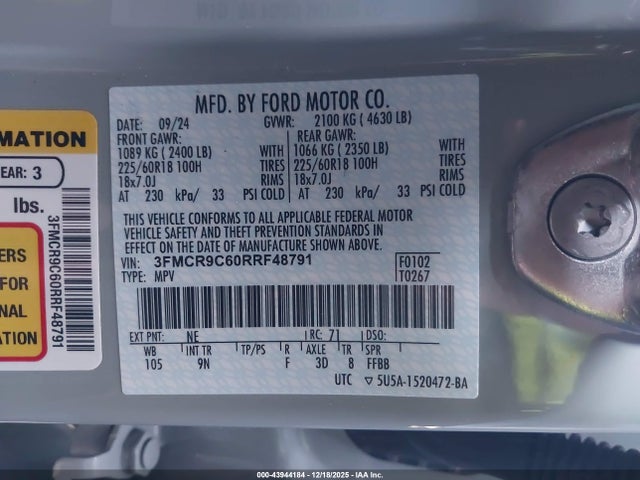 MFD. BY FORD MOTOR CO.
DATE: 09/24 GVWR: 2100 KG ( 4630 LB)
FRONT GAWR: REAR GAWR:
1089 KG ( 2400 LB) WITH 1066 KG ( 2350 LB) WITH
225/60R18 100H TIRES 225/60R18 100H TIRES
18x7.0J RIMS 18x7.0J RIMS
AT 230 kPa/ 33 PSI COLD AT 230 kPa/ 33 PSI COLD
THIS VEHICLE CONFORMS TO ALL APPLICABLE FEDERAL MOTOR
VEHICLE SAFETY AND THEFT PREVENTION STANDARDS IN
EFFECT ON THE DATE OF MANUFACTURE SHOWN ABOVE.
VIN: 3FMCR9C60RRF48791 F0102
TYPE: MPV T0267
EXT PNT: NE RC: 71 DSO:
WB INT TR TP/PS R AXLE TR SPR
105 9N F 3D 8 FFBB
UTC 5U5A-1520472-BA
MATION
EAR: 3
lbs.
ERS
FOR
NAL
ATION
3FMCR9C60RRF48791
000-43944184 - 12/18/2025 - IAA Inc.